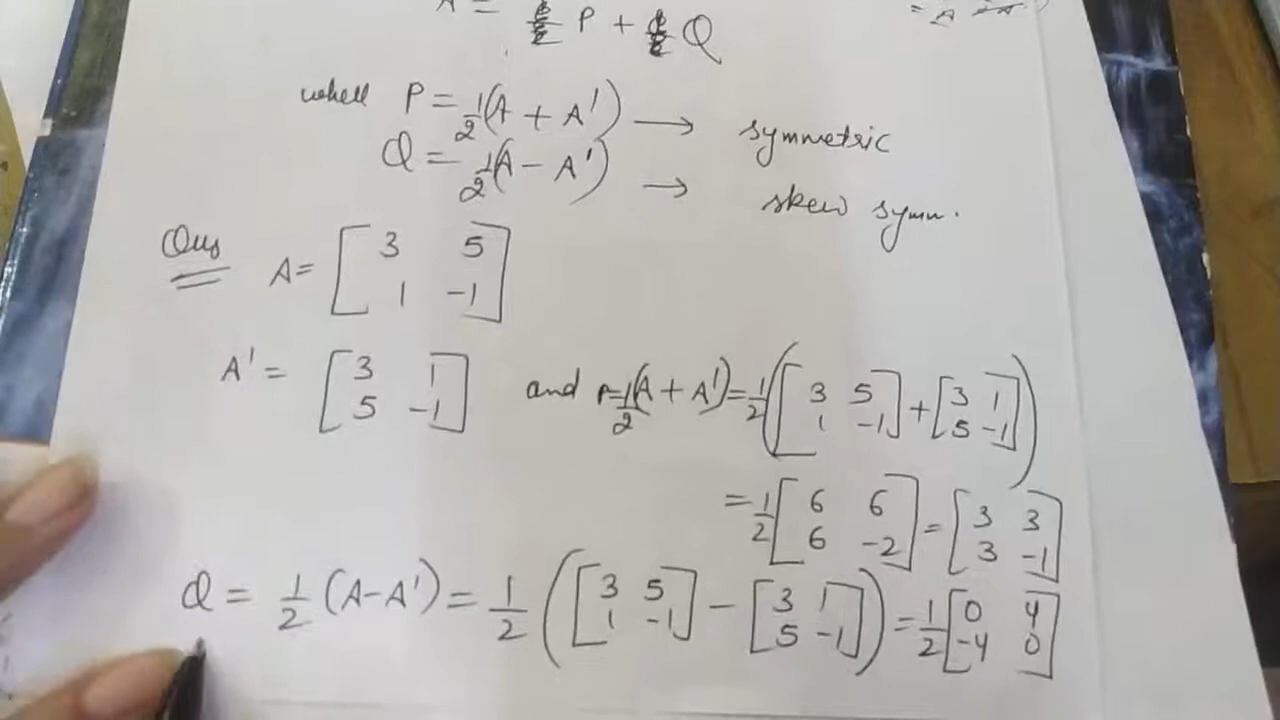 A = P + Q
= A
where P = 1/2 (A + A') → symmetric
Q = 1/2 (A - A') → skew symm.
Ques A = [3 5; 1 -1]
A' = [3 1; 5 -1] and P = 1/2 (A + A') = 1/2 ([3 5; 1 -1] + [3 1; 5 -1])
= 1/2 [6 6; 6 -2] = [3 3; 3 -1]
Q = 1/2 (A-A') = 1/2 ([3 5; 1 -1] - [3 1; 5 -1]) = 1/2 [0 4; -4 0]